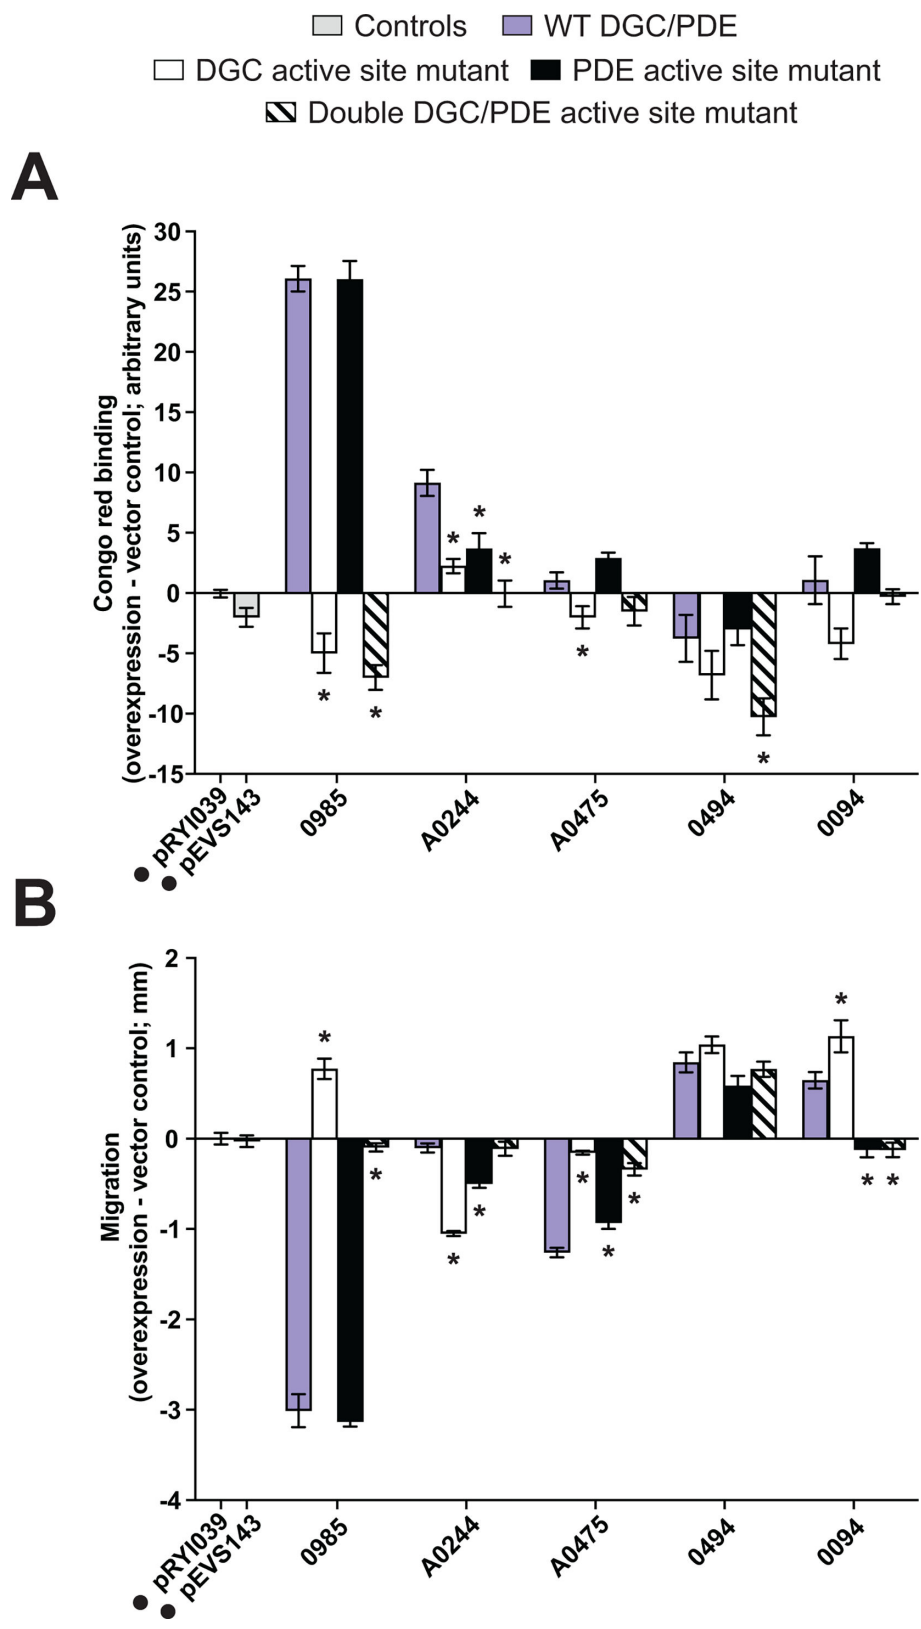 Controls WT DGC/PDE
DGC active site mutant PDE active site mutant
Double DGC/PDE active site mutant
A
Congo red binding
(overexpression - vector control; arbitrary units)
30
25
20
15
10
5
0
-5
-10
-15
*
*
*
*
*
*
*
pRYI039
pEVS143
0985
A0244
A0475
0494
0094
B
Migration
(overexpression - vector control; mm)
2
1
0
-1
-2
-3
-4
*
*
*
*
*
*
*
*
*
*
pRYI039
pEVS143
0985
A0244
A0475
0494
0094